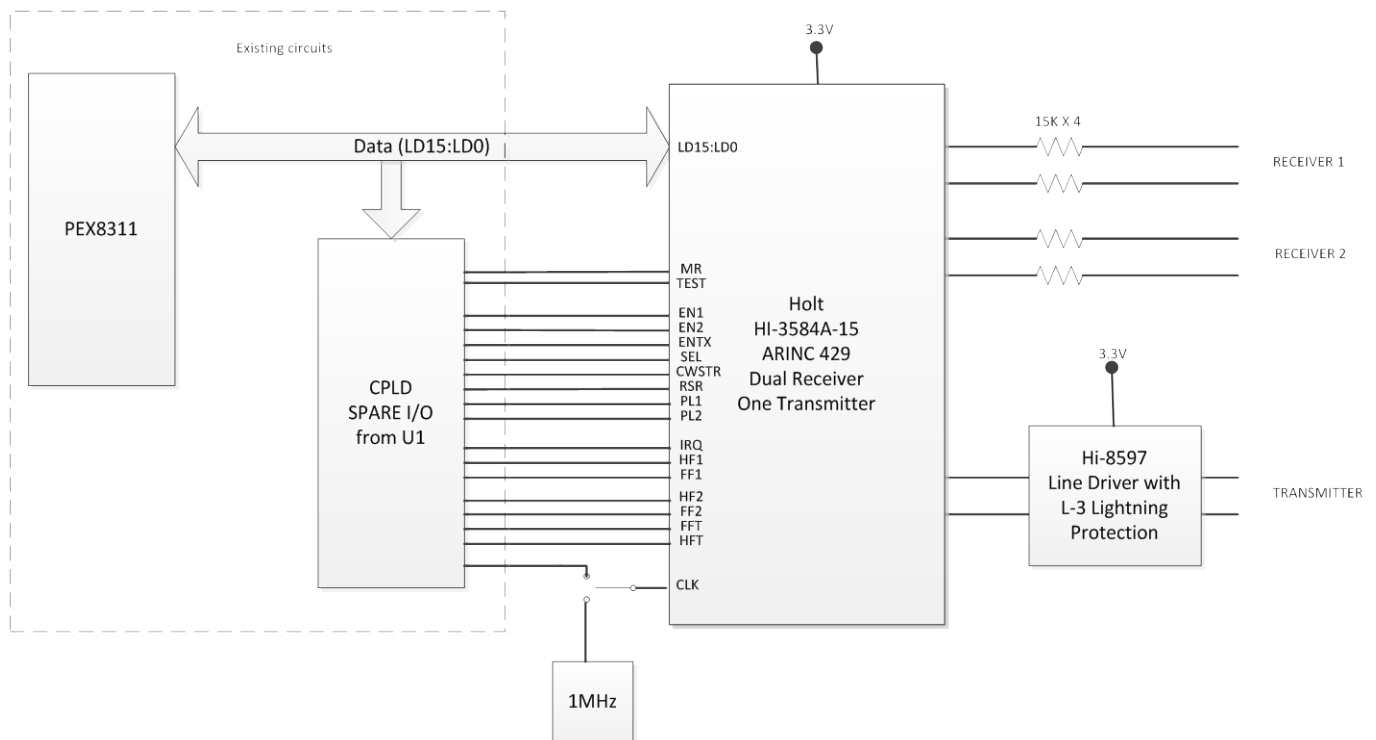 Existing circuits
3.3V
PEX8311
Data (LD15:LD0)
LD15:LD0
15K X 4
RECEIVER 1
RECEIVER 2
CPLD
SPARE I/O
from U1
MR
TEST
EN1
EN2
ENTX
SEL
CWSTR
RSR
PL1
PL2
IRQ
HF1
FF1
HF2
FF2
FFT
HFT
CLK
Holt
HI-3584A-15
ARINC 429
Dual Receiver
One Transmitter
3.3V
Hi-8597
Line Driver with
L-3 Lightning
Protection
TRANSMITTER
1MHz